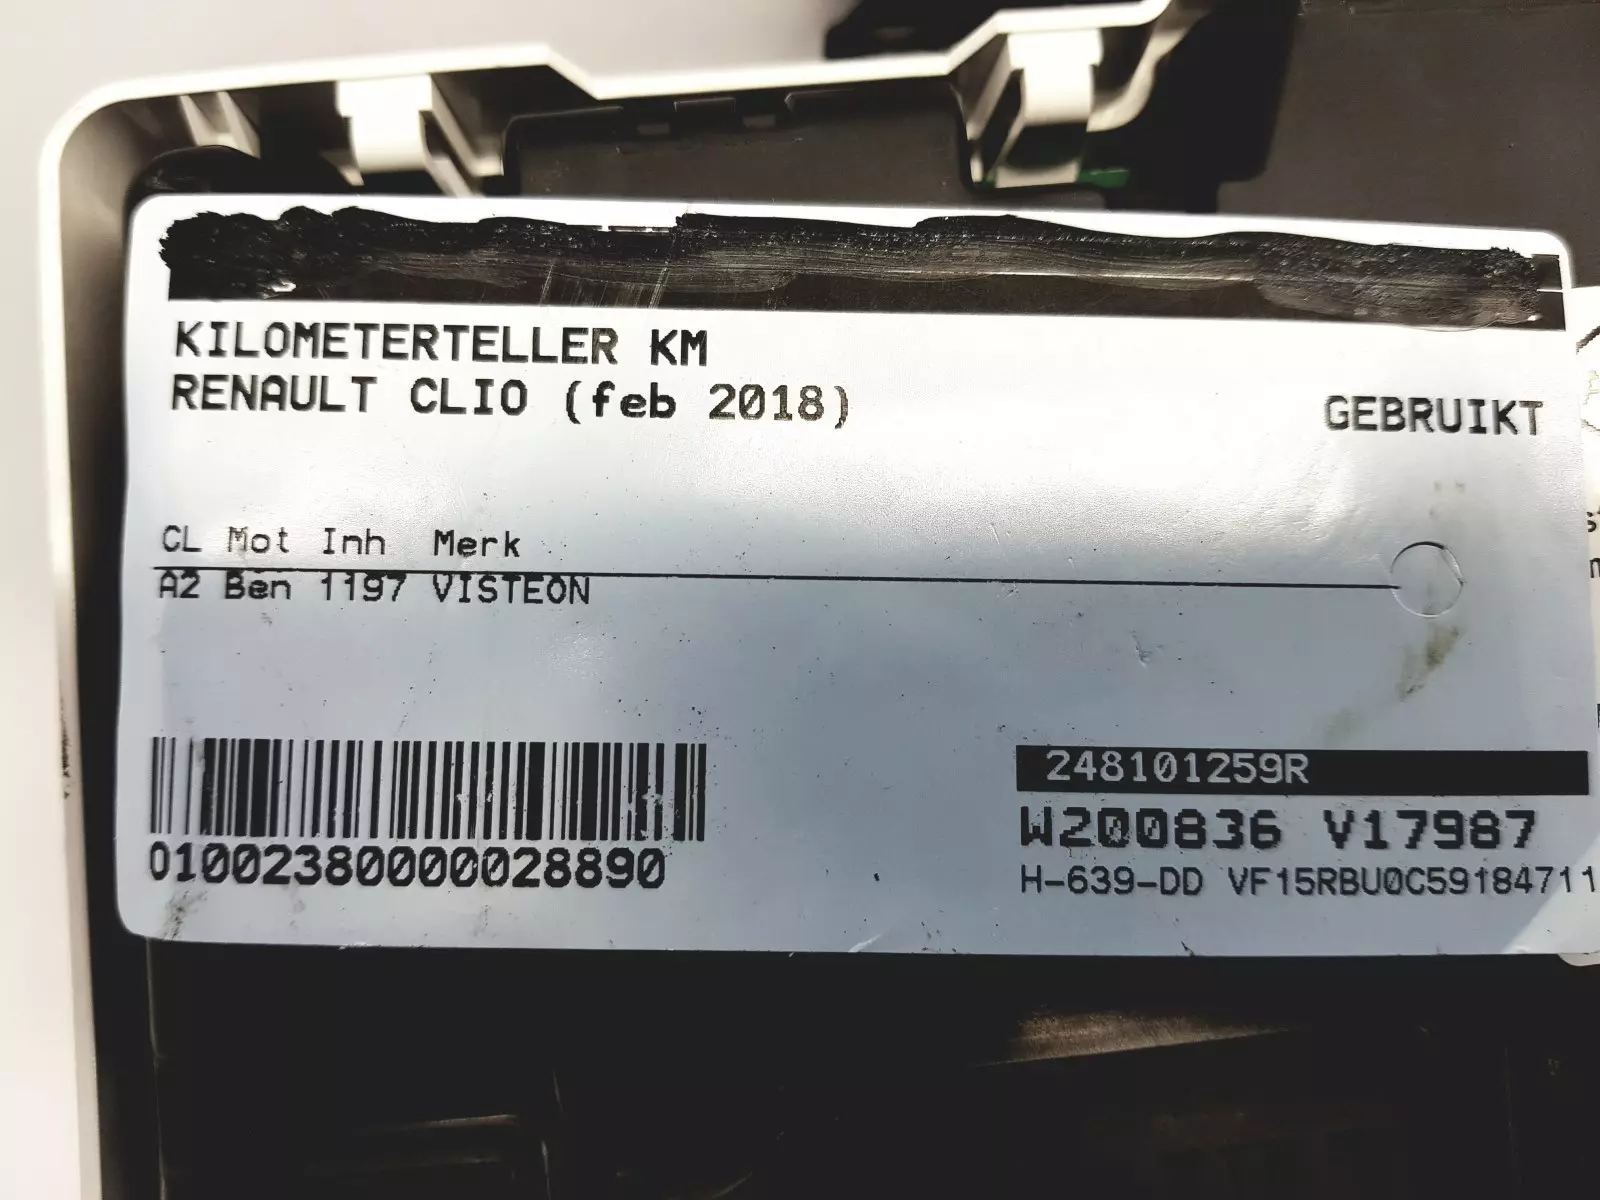 KILOMETERTELLER KM
RENAULT CLIO (feb 2018)
GEBRUIKT
CL Mot Inh Merk
A2 Ben 1197 VISTEON
248101259R
W200836 V17987
01002380000028890
H-639-DD VF15RBU0C59184711